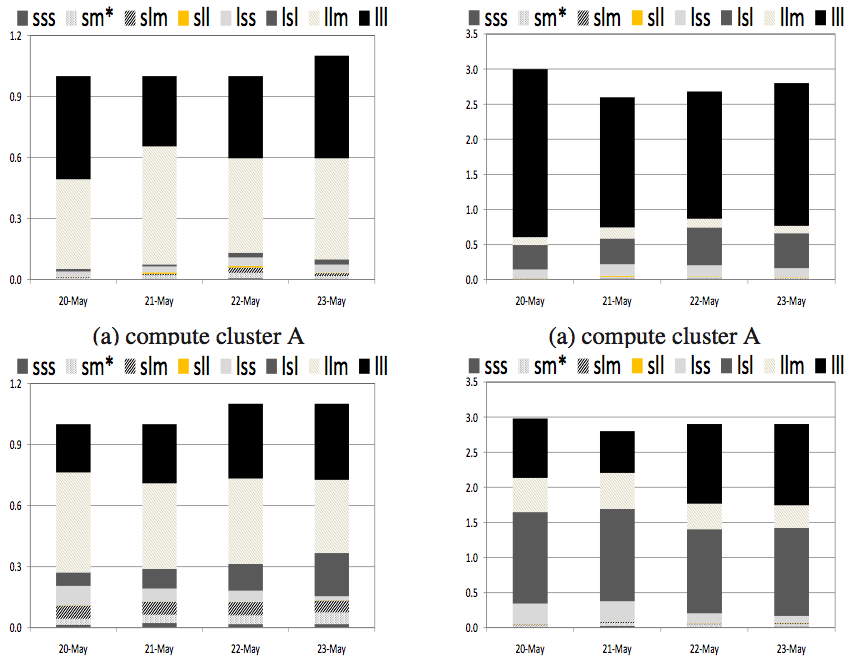 sss sm* slm sll lss lsl llm lll
1.2
0.9
0.6
0.3
0.0
20-May 21-May 22-May 23-May
(a) compute cluster A
sss sm* slm sll lss lsl llm lll
3.5
3.0
2.5
2.0
1.5
1.0
0.5
0.0
20-May 21-May 22-May 23-May
(a) compute cluster A
sss sm* slm sll lss lsl llm lll
1.2
0.9
0.6
0.3
0.0
20-May 21-May 22-May 23-May
sss sm* slm sll lss lsl llm lll
3.5
3.0
2.5
2.0
1.5
1.0
0.5
0.0
20-May 21-May 22-May 23-May